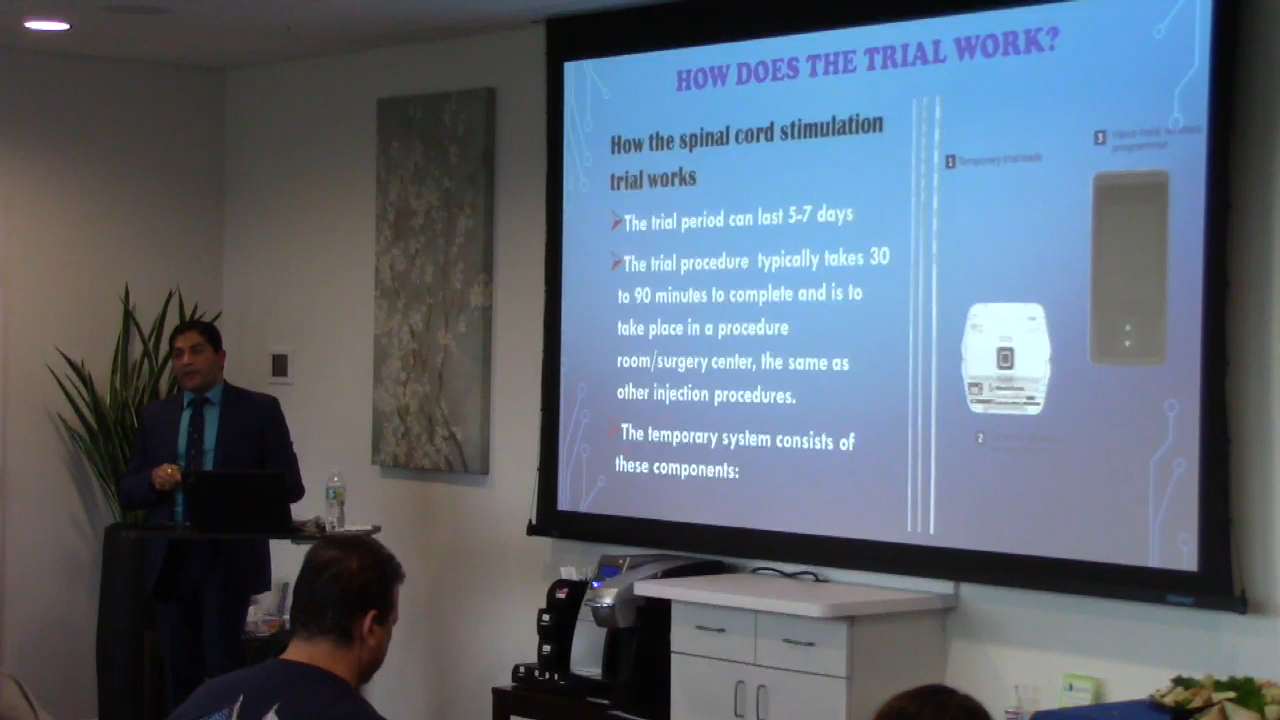 HOW DOES THE TRIAL WORK?
How the spinal cord stimulation
trial works
The trial period can last 5-7 days
The trial procedure typically takes 30
to 90 minutes to complete and is to
take place in a procedure
room/surgery center, the same as
other injection procedures.
The temporary system consists of
these components:
1 Temporary trial leads
3
programmer
2